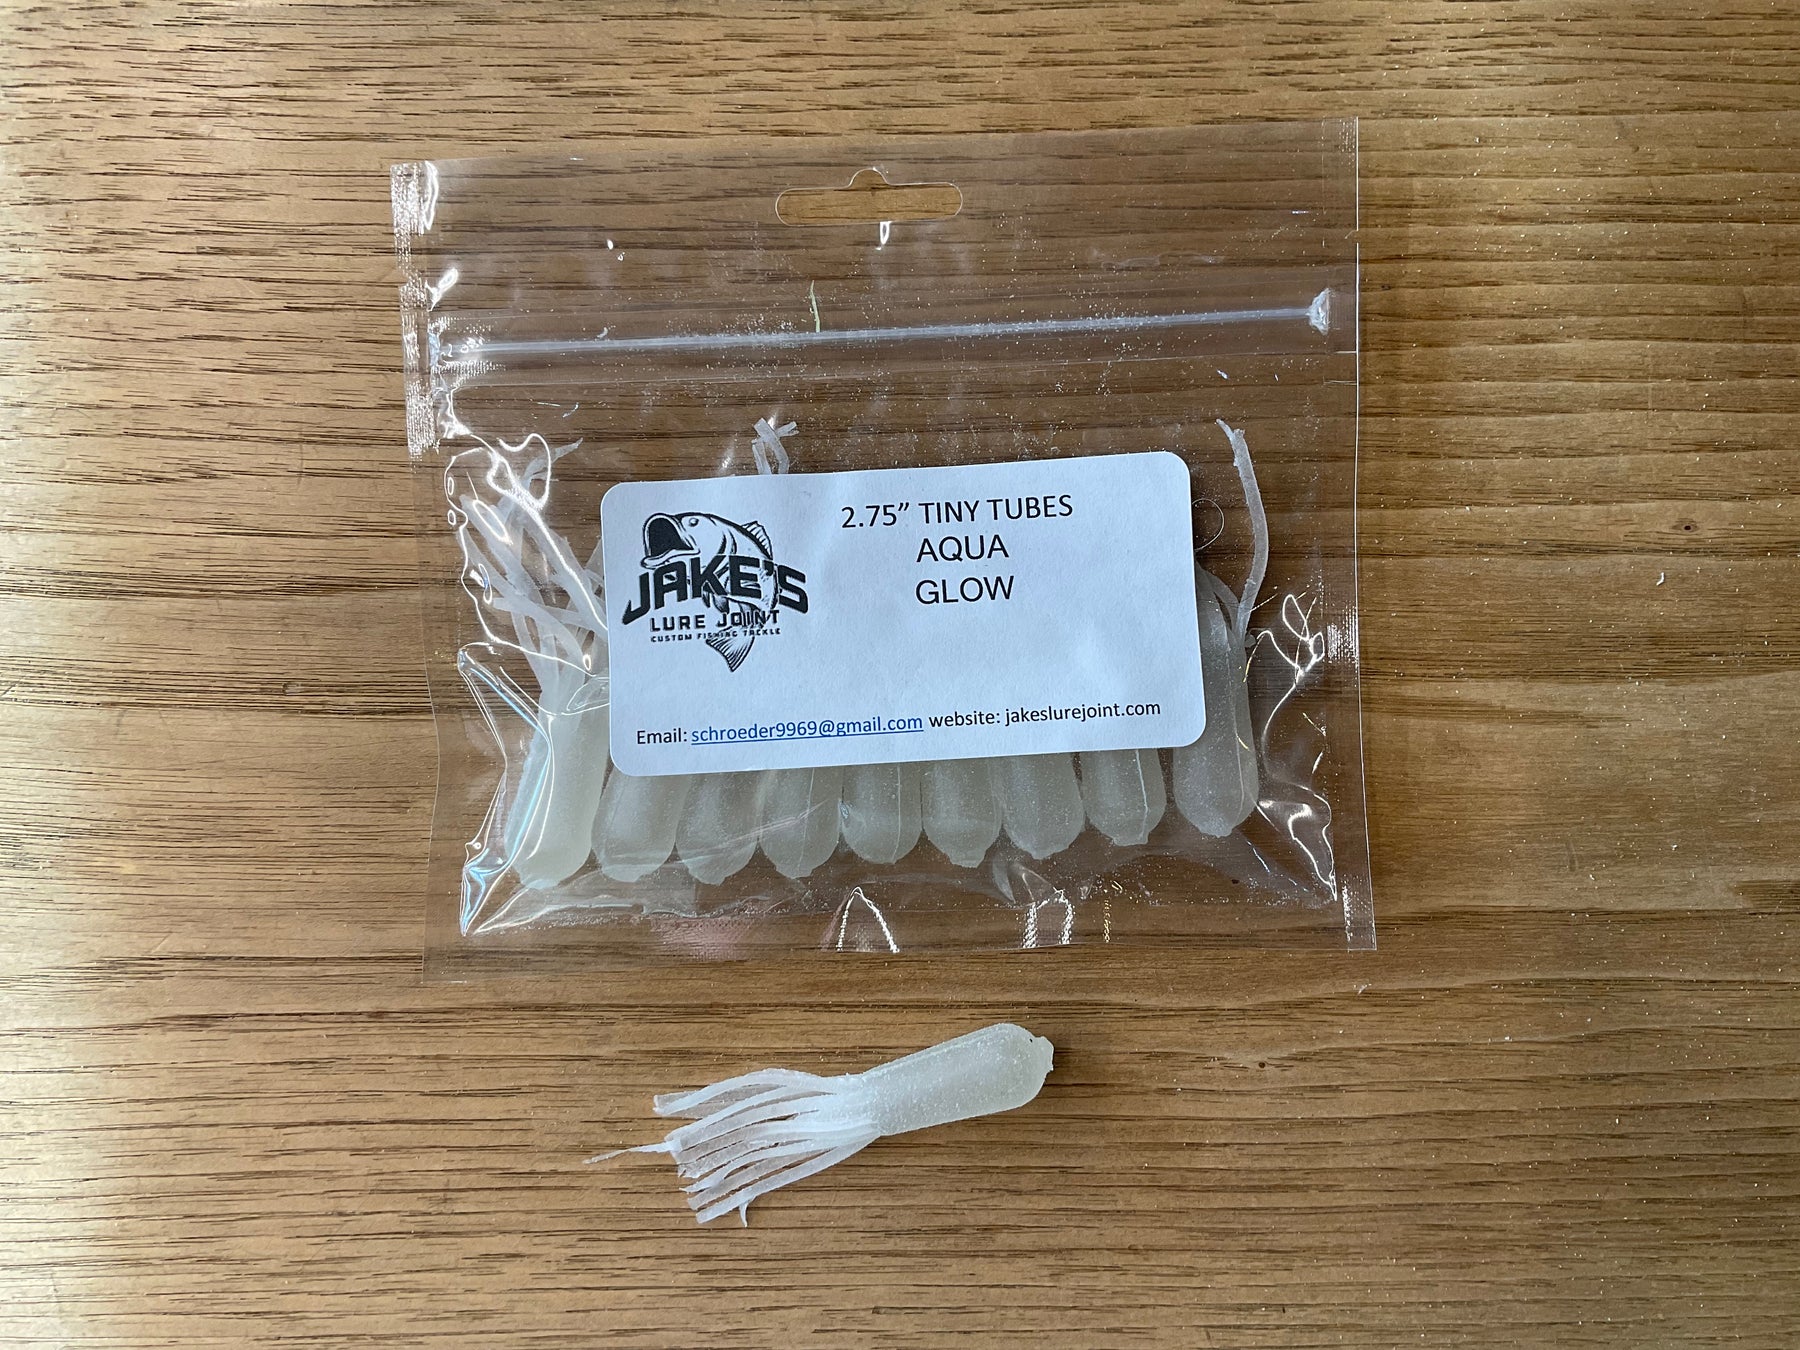 2.75” TINY TUBES
AQUA
GLOW
JAKE'S
LURE JOINT
CUSTOM FISHING TACKLE
Email: schroeder9969@gmail.com website: jakeslurejoint.com